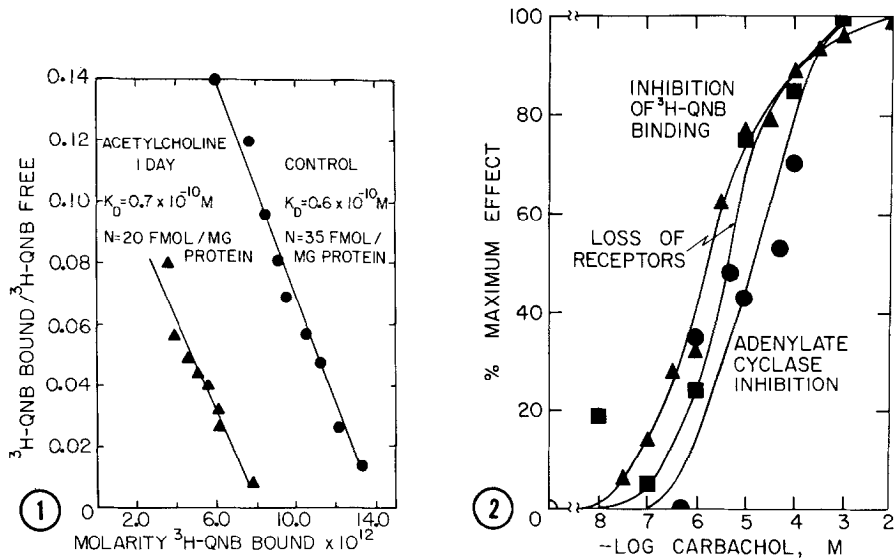 0.14
0.12
0.10
0.08
0.06
0.04
0.02
0
³H-QNB BOUND/³H-QNB FREE
ACETYLCHOLINE
1 DAY
K_D=0.7 x 10⁻¹⁰M
N=20 FMOL/MG
PROTEIN
CONTROL
K_D=0.6 x 10⁻¹⁰M
N=35 FMOL/
MG PROTEIN
2.0 6.0 10.0 14.0
MOLARITY ³H-QNB BOUND x10¹²
1
100
80
60
40
20
0
% MAXIMUM EFFECT
INHIBITION
OF ³H-QNB
BINDING
LOSS OF
RECEPTORS
ADENYLATE
CYCLASE
INHIBITION
8 7 6 5 4 3 2
-LOG CARBACHOL, M
2